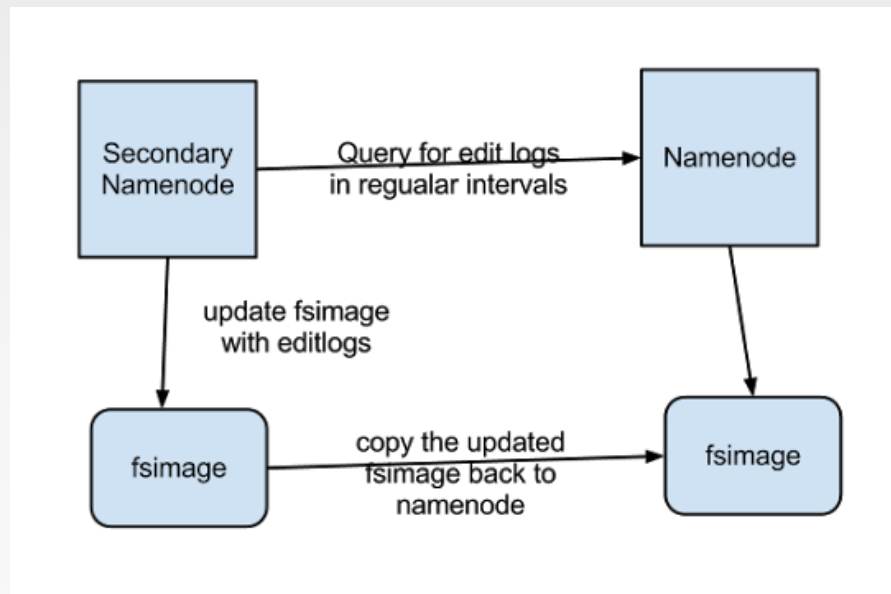 Secondary
Namenode
Query for edit logs
in regualar intervals
Namenode
update fsimage
with editlogs
fsimage
copy the updated
fsimage back to
namenode
fsimage